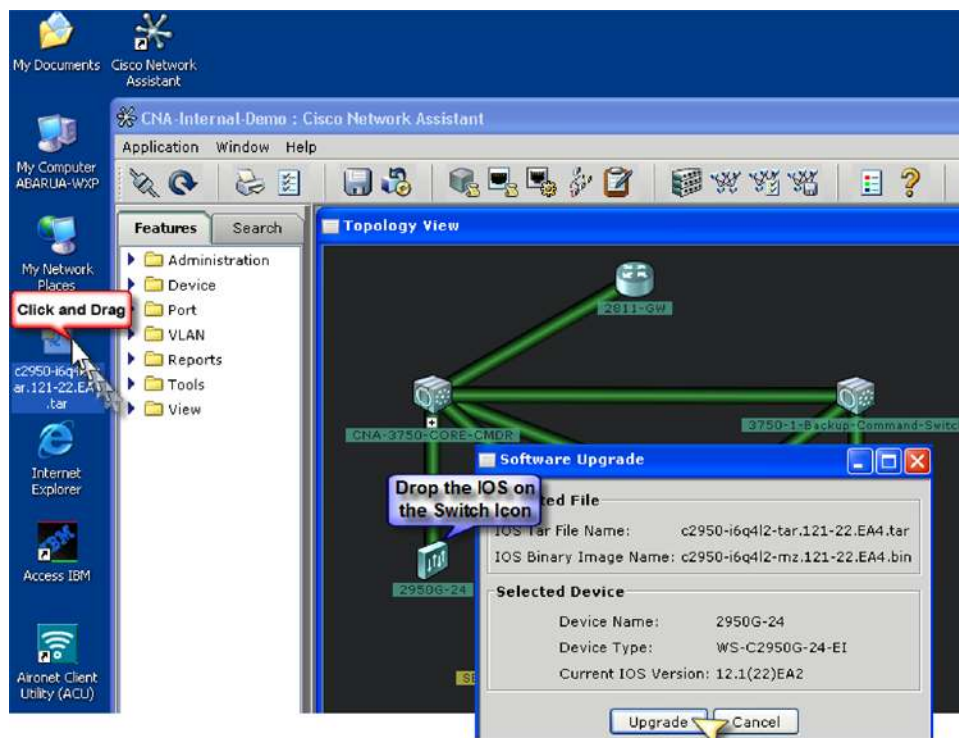 My Documents
Cisco Network
Assistant
My Computer
ABARUA-WXP
My Network
Places
Click and Drag
.tar
Internet
Explorer
Access IBM
Aironet Client
Utility (ACU)
CNA-Internal-Demo : Cisco Network Assistant
Application Window Help
Features Search
Administration
Device
Port
VLAN
Reports
Tools
View
Topology View
2811-GW
CNA-3750-CORE-CMDR
3750-1-Backup-Command-Switc
Drop the IOS on
the Switch Icon
2950G-24
Software Upgrade
File
IOS Tar File Name: c2950-i6q4l2-tar.121-22.EA4.tar
IOS Binary Image Name: c2950-i6q4l2-mz.121-22.EA4.bin
Selected Device
Device Name: 2950G-24
Device Type: WS-C2950G-24-EI
Current IOS Version: 12.1(22)EA2
Upgrade Cancel